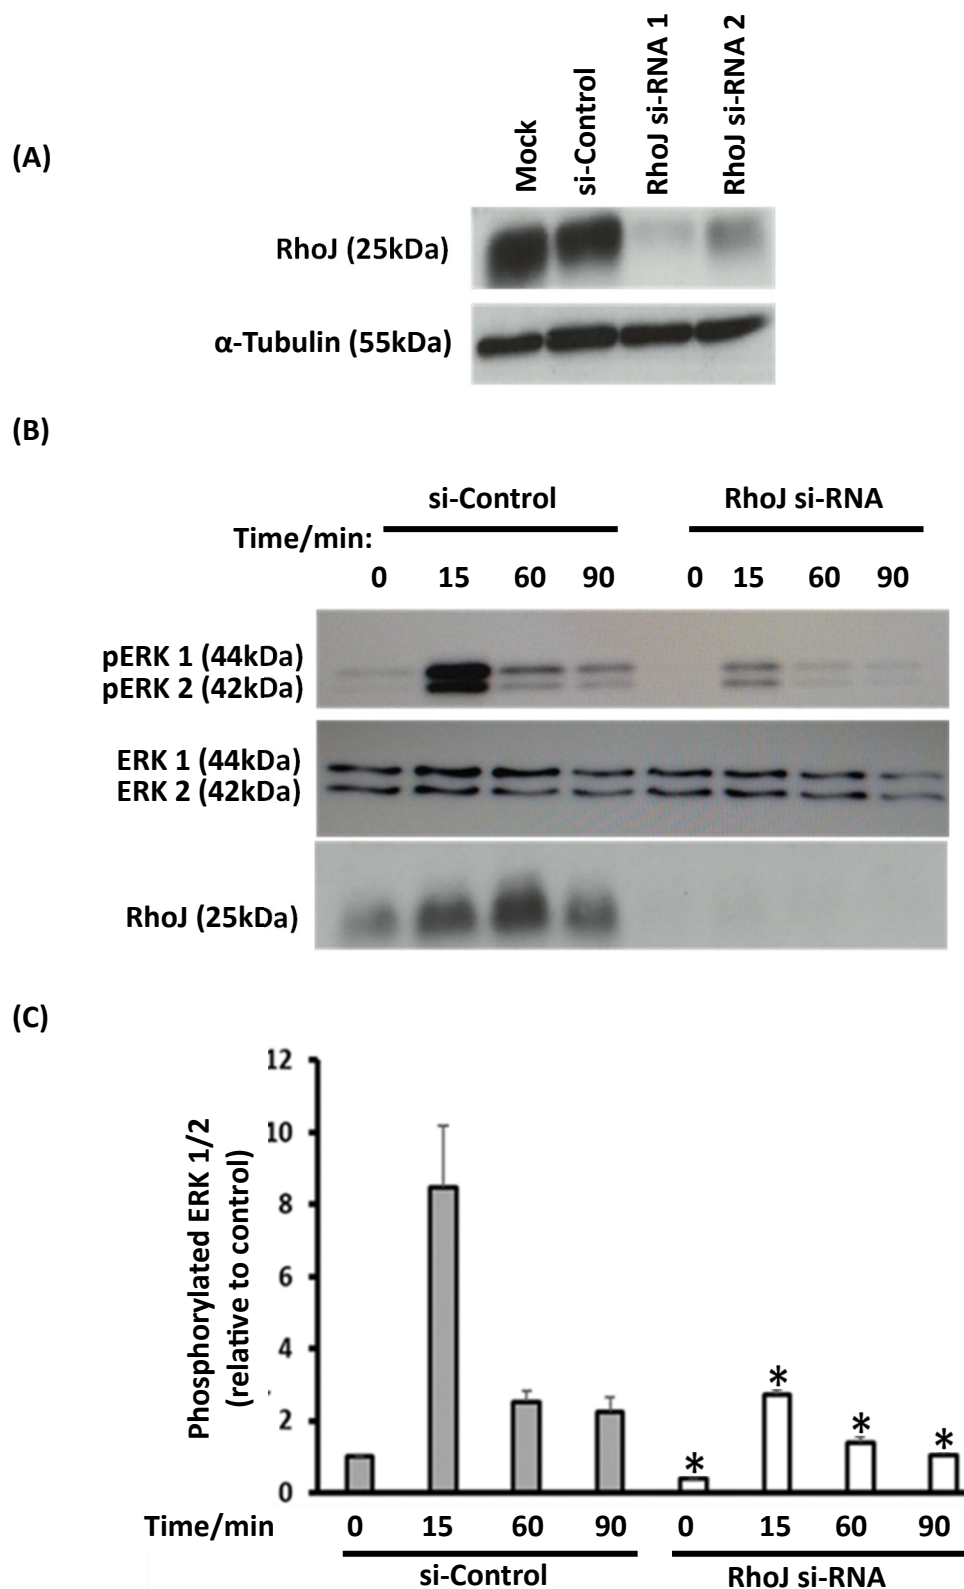 (A)
Mock
si-Control
RhoJ si-RNA 1
RhoJ si-RNA 2
RhoJ (25kDa)
α-Tubulin (55kDa)
(B)
si-Control RhoJ si-RNA
Time/min:
0 15 60 90 0 15 60 90
pERK 1 (44kDa)
pERK 2 (42kDa)
ERK 1 (44kDa)
ERK 2 (42kDa)
RhoJ (25kDa)
(C)
Phosphorylated ERK 1/2
(relative to control)
12
10
8
6
4
2
0
* * * *
Time/min 0 15 60 90 0 15 60 90
si-Control RhoJ si-RNA